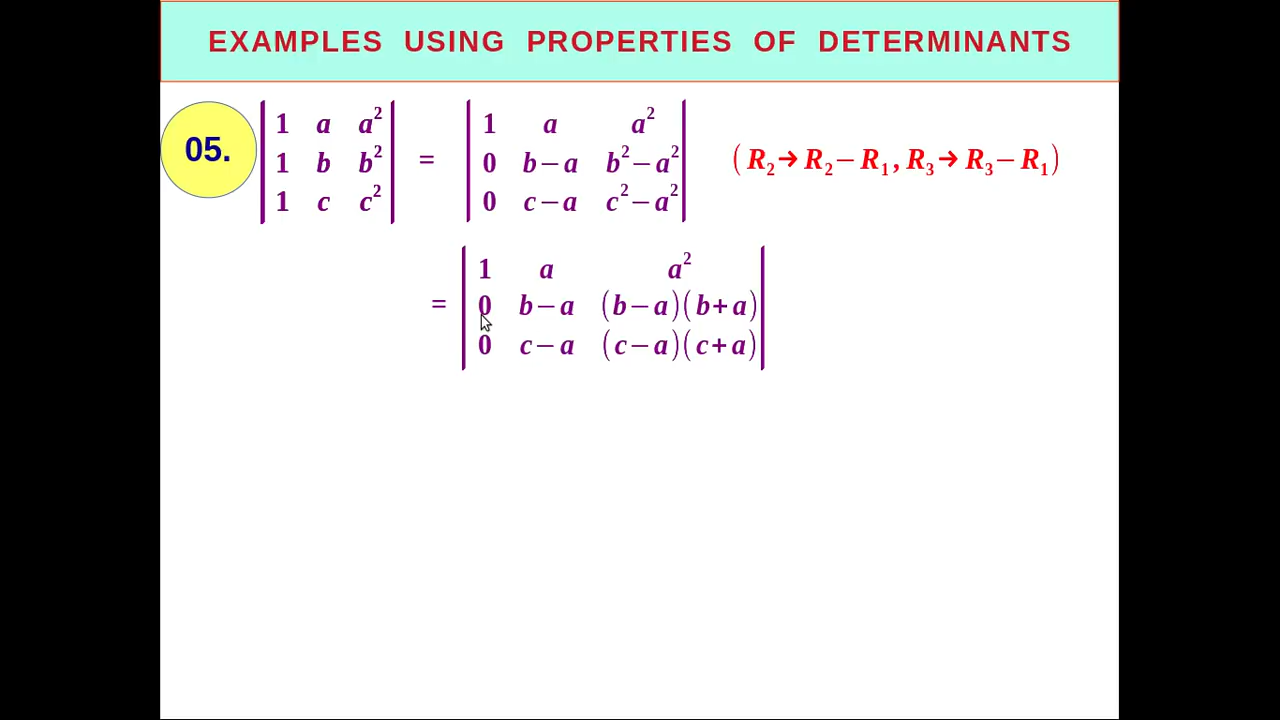 EXAMPLES USING PROPERTIES OF DETERMINANTS
05. | 1 a a² | = | 1 a a² |
| 1 b b² | | 0 b−a b²−a² | (R₂→R₂−R₁, R₃→R₃−R₁)
| 1 c c² | | 0 c−a c²−a² |
| 1 a a² |
= | 0 b−a (b−a)(b+a) |
| 0 c−a (c−a)(c+a) |